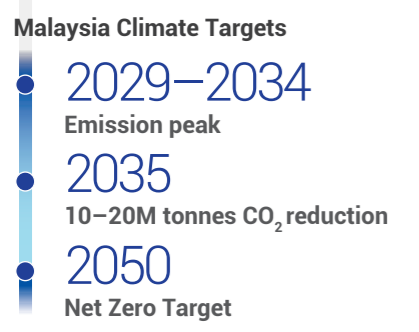 Malaysia Climate Targets
2029–2034
Emission peak
2035
10–20M tonnes CO₂ reduction
2050
Net Zero Target